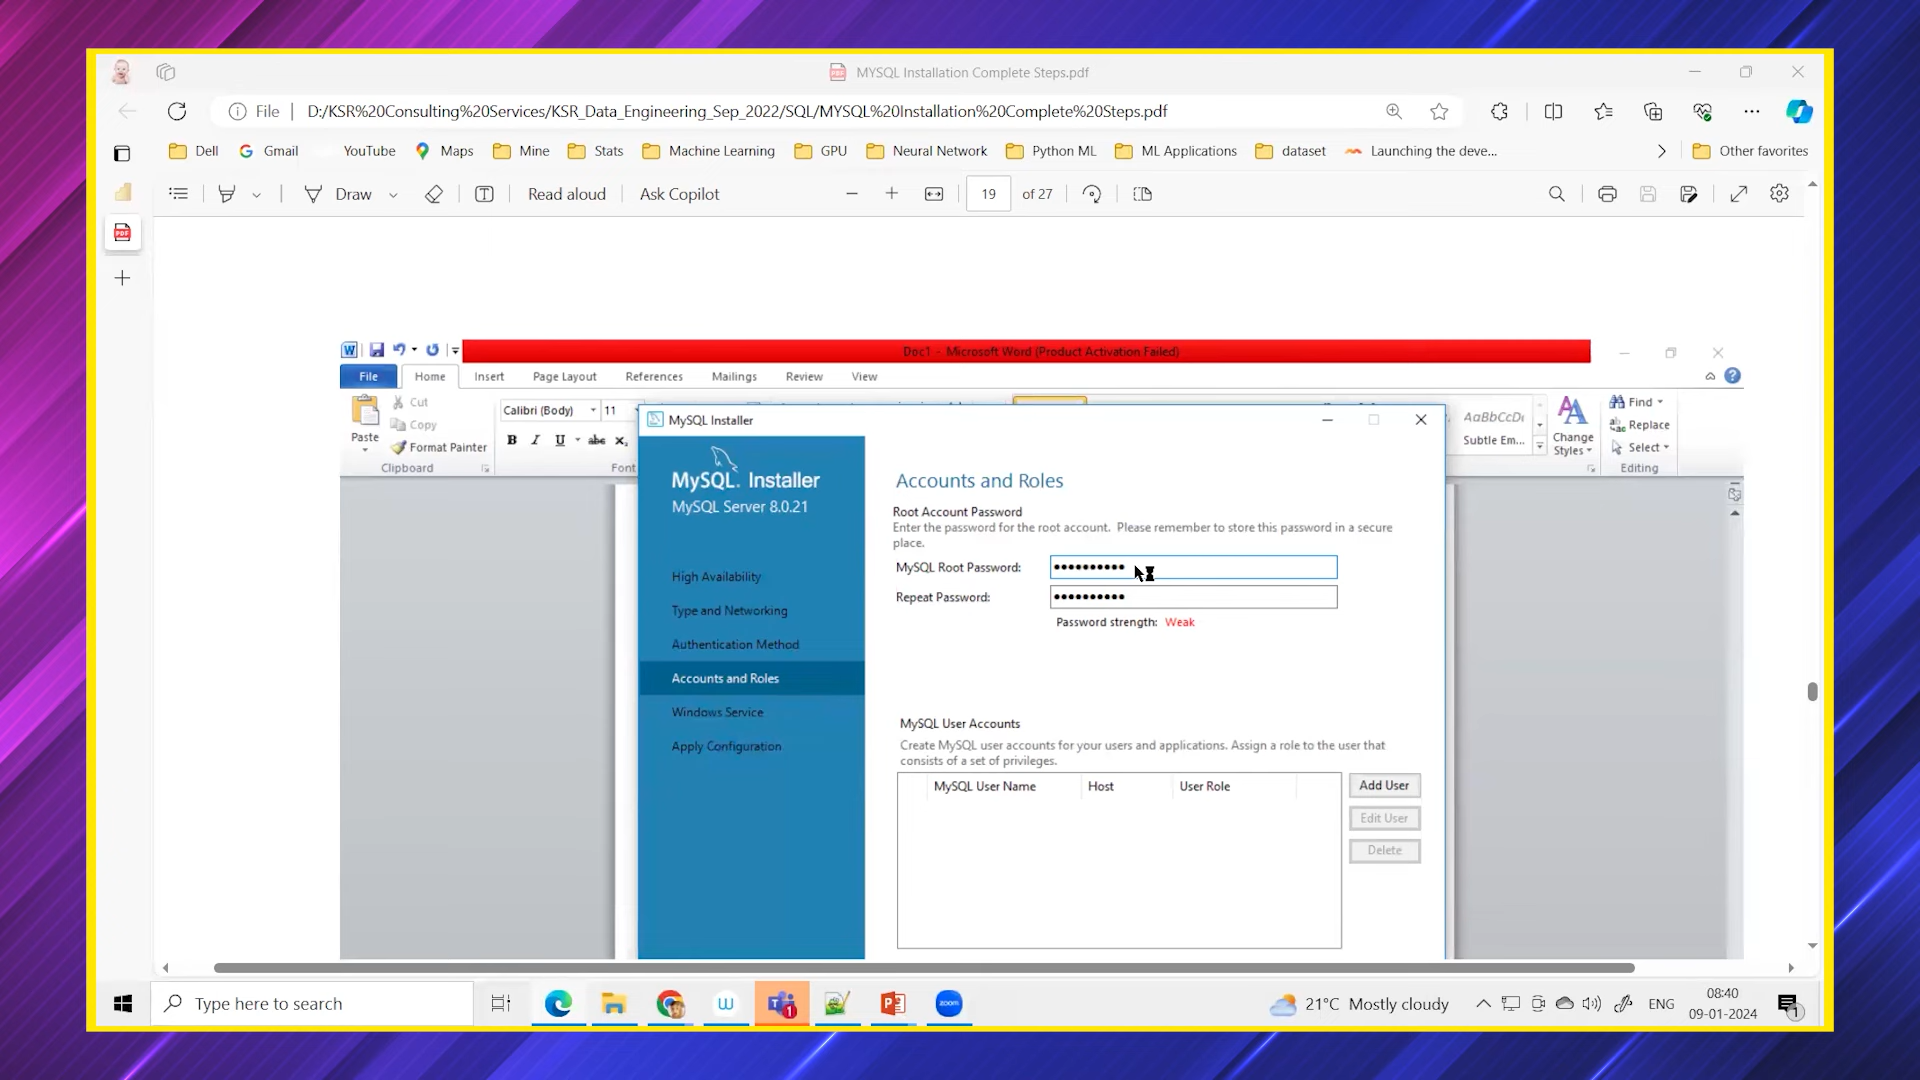 MYSQL Installation Complete Steps.pdf
File | D:/KSR%20Consulting%20Services/KSR_Data_Engineering_Sep_2022/SQL/MYSQL%20Installation%20Complete%20Steps.pdf
Dell Gmail YouTube Maps Mine Stats Machine Learning GPU Neural Network Python ML ML Applications dataset Launching the deve... Other favorites
Draw Read aloud Ask Copilot 19 of 27
Doc1 - Microsoft Word (Product Activation Failed)
File Home Insert Page Layout References Mailings Review View
Cut
Copy
Format Painter
Paste
Clipboard
Calibri (Body) 11
B I U abc x,
Font
AaBbCcDi
Subtle Em...
Change Styles
Find
Replace
Select
Editing
MySQL Installer
MySQL. Installer
MySQL Server 8.0.21
High Availability
Type and Networking
Authentication Method
Accounts and Roles
Windows Service
Apply Configuration
Accounts and Roles
Root Account Password
Enter the password for the root account. Please remember to store this password in a secure
place.
MySQL Root Password: ••••••••••
Repeat Password: ••••••••••
Password strength: Weak
MySQL User Accounts
Create MySQL user accounts for your users and applications. Assign a role to the user that
consists of a set of privileges.
MySQL User Name Host User Role
Add User
Edit User
Delete
Type here to search
W
1
zoom
21°C Mostly cloudy
ENG
08:40
09-01-2024
1